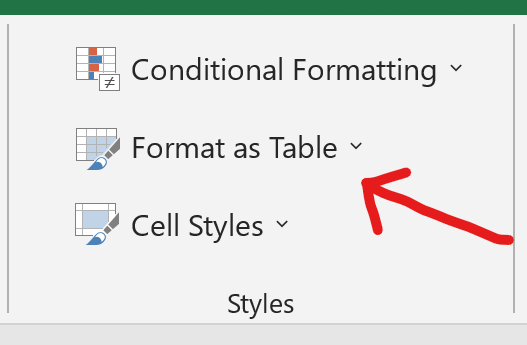 Conditional Formatting
Format as Table
Cell Styles
Styles